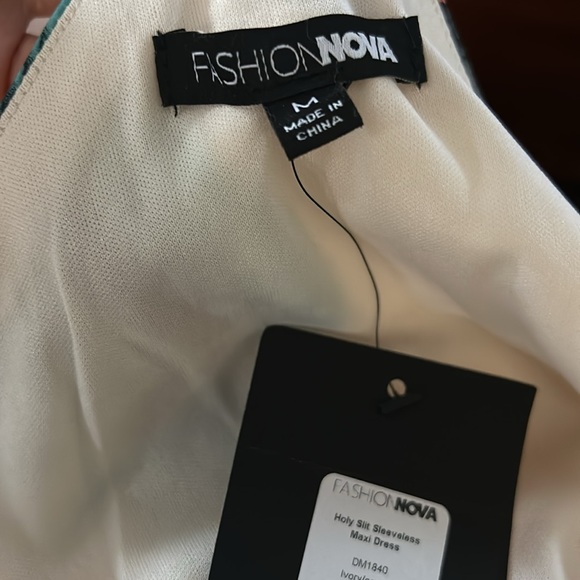 FASHIONNOVA
M
MADE IN
CHINA
FASHIONNOVA
Holy Slit Sleeveless
Maxi Dress
DM1840